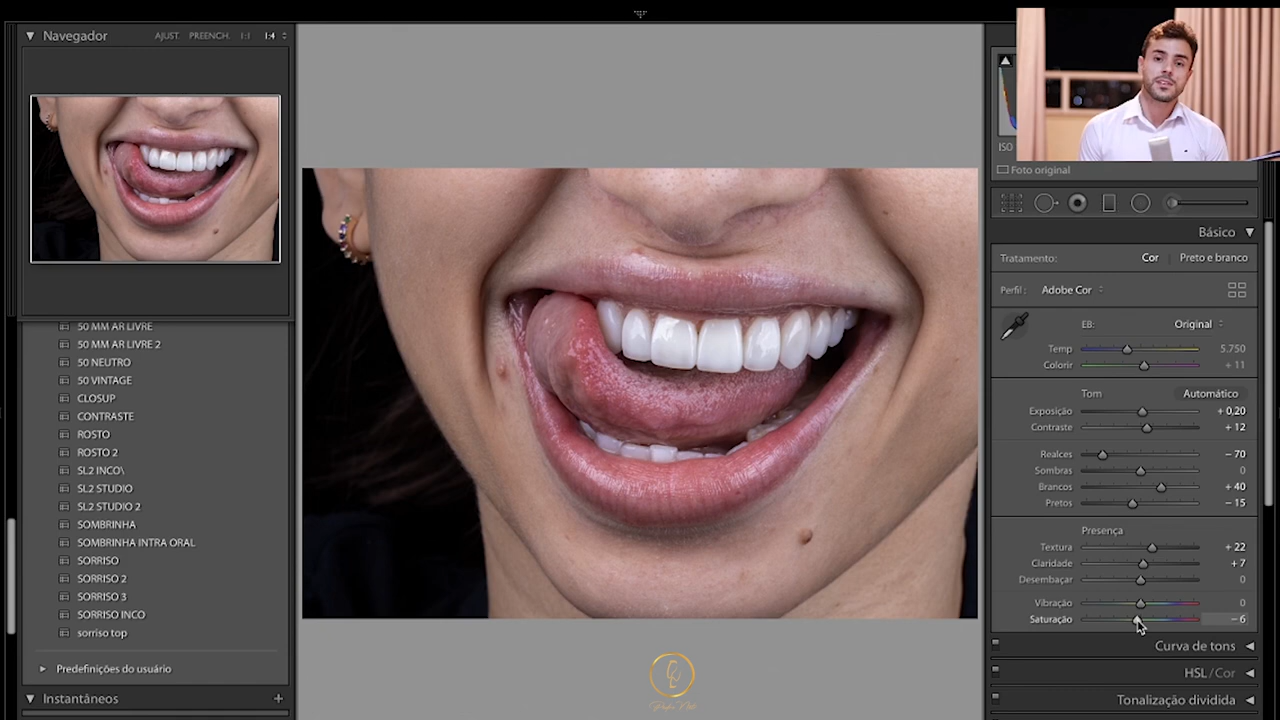 Navegador AJUST. PREENCH. 1:1 1:4
50 MM AR LIVRE
50 MM AR LIVRE 2
50 NEUTRO
50 VINTAGE
CLOSUP
CONTRASTE
ROSTO
ROSTO 2
SL2 INCO\
SL2 STUDIO
SL2 STUDIO 2
SOMBRINHA
SOMBRINHA INTRA ORAL
SORRISO
SORRISO 2
SORRISO 3
SORRISO INCO
sorriso top
Predefinições do usuário
Instantâneos +
ISO
Foto original
Básico
Tratamento: Cor Preto e branco
Perfil: Adobe Cor
EB: Original
Temp 5.750
Colorir + 11
Tom Automático
Exposição + 0,20
Contraste + 12
Realces – 70
Sombras 0
Brancos + 40
Pretos – 15
Presença
Textura + 22
Claridade + 7
Desembaçar 0
Vibração 0
Saturação – 6
Curva de tons
HSL / Cor
Tonalização dividida